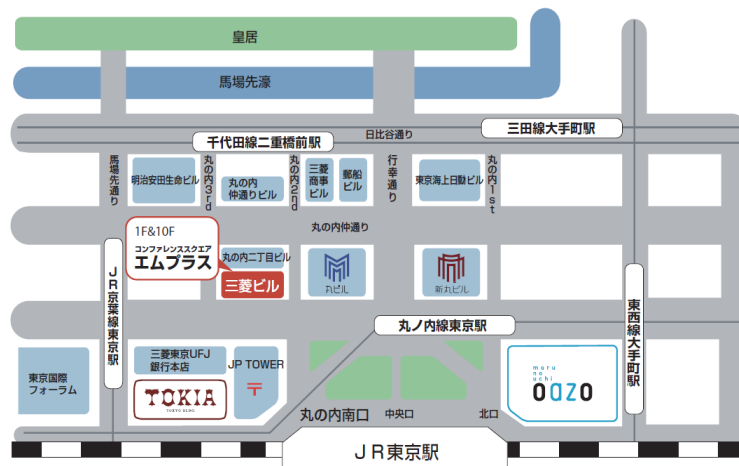 皇居
馬場先濠
日比谷通り
三田線大手町駅
千代田線二重橋前駅
馬場先通り
明治安田生命ビル
丸の内3rd
丸の内
仲通りビル
丸の内2nd
三菱
商事
ビル
郵船
ビル
行幸通り
東京海上日動ビル
丸の内1st
1F&10F
コンファレンススクエア
エムプラス
丸の内仲通り
丸の内二丁目ビル
三菱ビル
丸ビル
新丸ビル
JR京葉線東京駅
丸ノ内線東京駅
東西線大手町駅
東京国際
フォーラム
三菱東京UFJ
銀行本店
TOKIA
TOKYO BLDG.
JP TOWER
〒
maru
no
uchi
oazo
丸の内南口
中央口
北口
JR東京駅